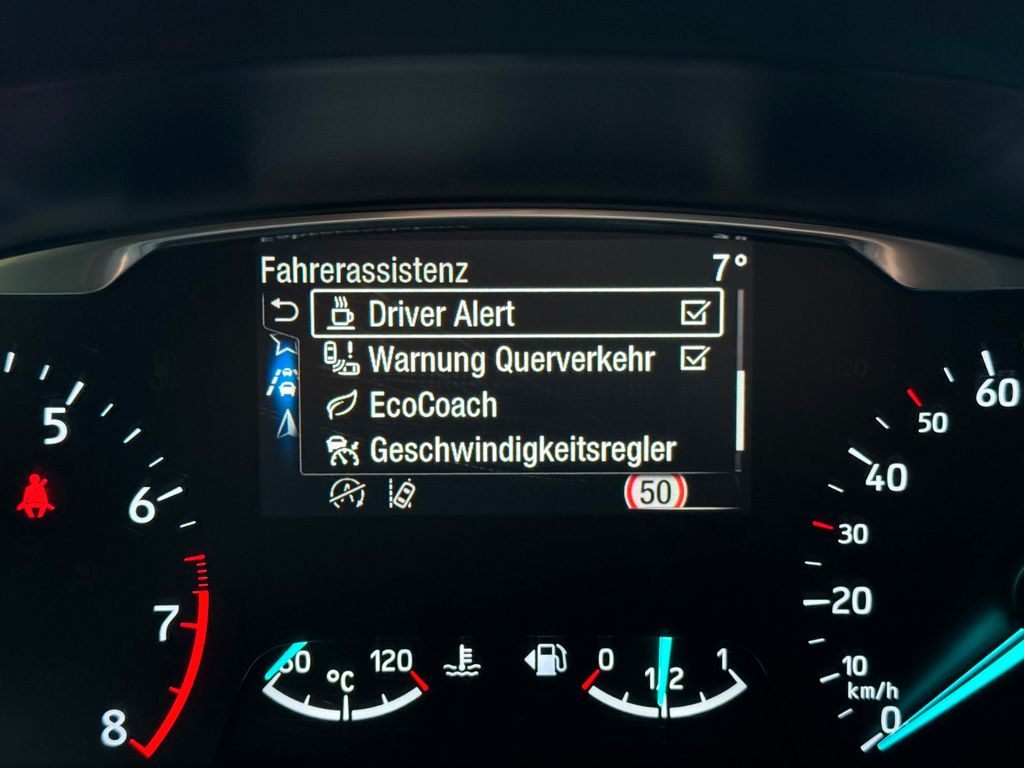 Fahrerassistenz 7°
Driver Alert
Warnung Querverkehr
EcoCoach
Geschwindigkeitsregler
50
5
6
7
8
60
50
40
30
20
10
km/h
0
120
°C
0
1/2
1